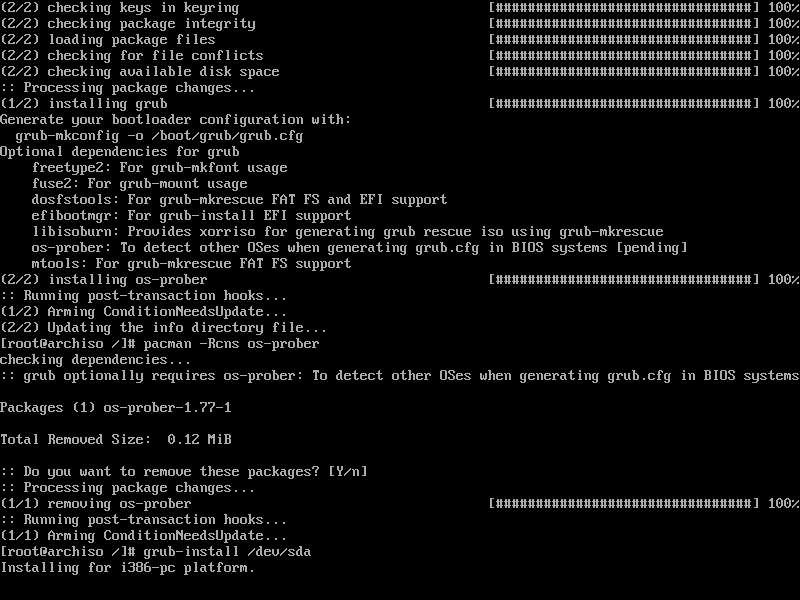 (2/2) checking keys in keyring [################################] 100%
(2/2) checking package integrity [################################] 100%
(2/2) loading package files [################################] 100%
(2/2) checking for file conflicts [################################] 100%
(2/2) checking available disk space [################################] 100%
:: Processing package changes...
(1/2) installing grub [################################] 100%
Generate your bootloader configuration with:
grub-mkconfig -o /boot/grub/grub.cfg
Optional dependencies for grub
freetype2: For grub-mkfont usage
fuse2: For grub-mount usage
dosfstools: For grub-mkrescue FAT FS and EFI support
efibootmgr: For grub-install EFI support
libisoburn: Provides xorriso for generating grub rescue iso using grub-mkrescue
os-prober: To detect other OSes when generating grub.cfg in BIOS systems [pending]
mtools: For grub-mkrescue FAT FS support
(2/2) installing os-prober [################################] 100%
:: Running post-transaction hooks...
(1/2) Arming ConditionNeedsUpdate...
(2/2) Updating the info directory file...
[root@archiso /]# pacman -Rcns os-prober
checking dependencies...
:: grub optionally requires os-prober: To detect other OSes when generating grub.cfg in BIOS systems
Packages (1) os-prober-1.77-1
Total Removed Size:  0.12 MiB
:: Do you want to remove these packages? [Y/n]
:: Processing package changes...
(1/1) removing os-prober [################################] 100%
:: Running post-transaction hooks...
(1/1) Arming ConditionNeedsUpdate...
[root@archiso /]# grub-install /dev/sda
Installing for i386-pc platform.